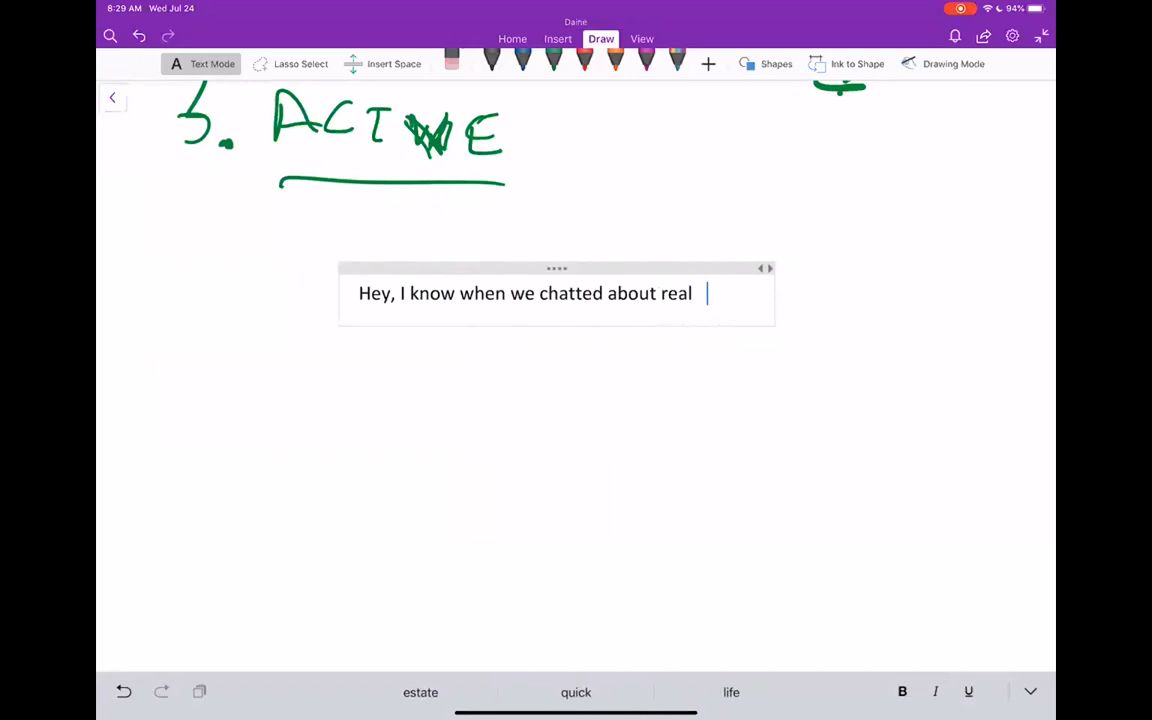 8:29 AM Wed Jul 24
94%
Daine
Home Insert Draw View
A Text Mode Lasso Select Insert Space Shapes Ink to Shape Drawing Mode
ACTIVE
Hey, I know when we chatted about real
estate quick life
B I U